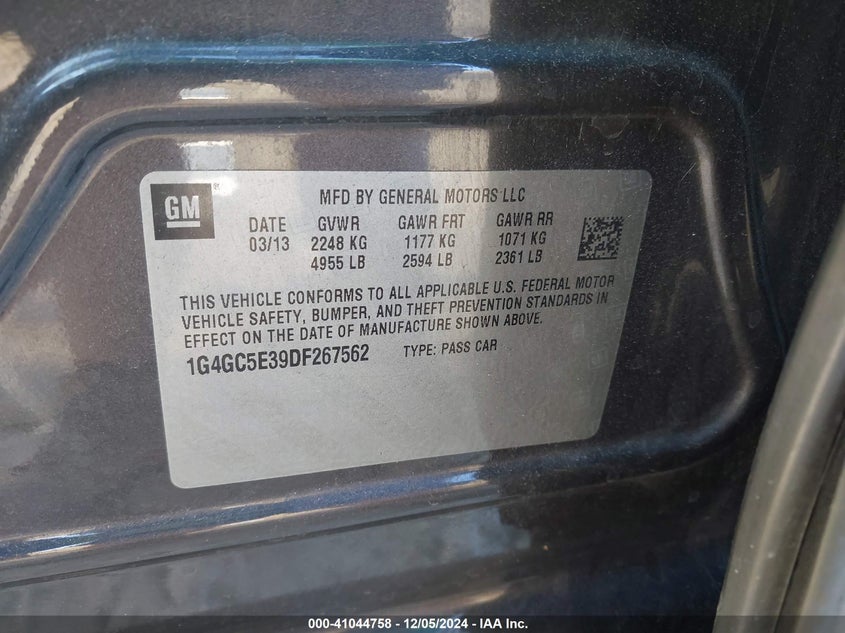 GM
MFD BY GENERAL MOTORS LLC
DATE GVWR GAWR FRT GAWR RR
03/13 2248 KG 1177 KG 1071 KG
4955 LB 2594 LB 2361 LB
THIS VEHICLE CONFORMS TO ALL APPLICABLE U.S. FEDERAL MOTOR
VEHICLE SAFETY, BUMPER, AND THEFT PREVENTION STANDARDS IN
EFFECT ON THE DATE OF MANUFACTURE SHOWN ABOVE.
1G4GC5E39DF267562 TYPE: PASS CAR
000-41044758 - 12/05/2024 - IAA Inc.